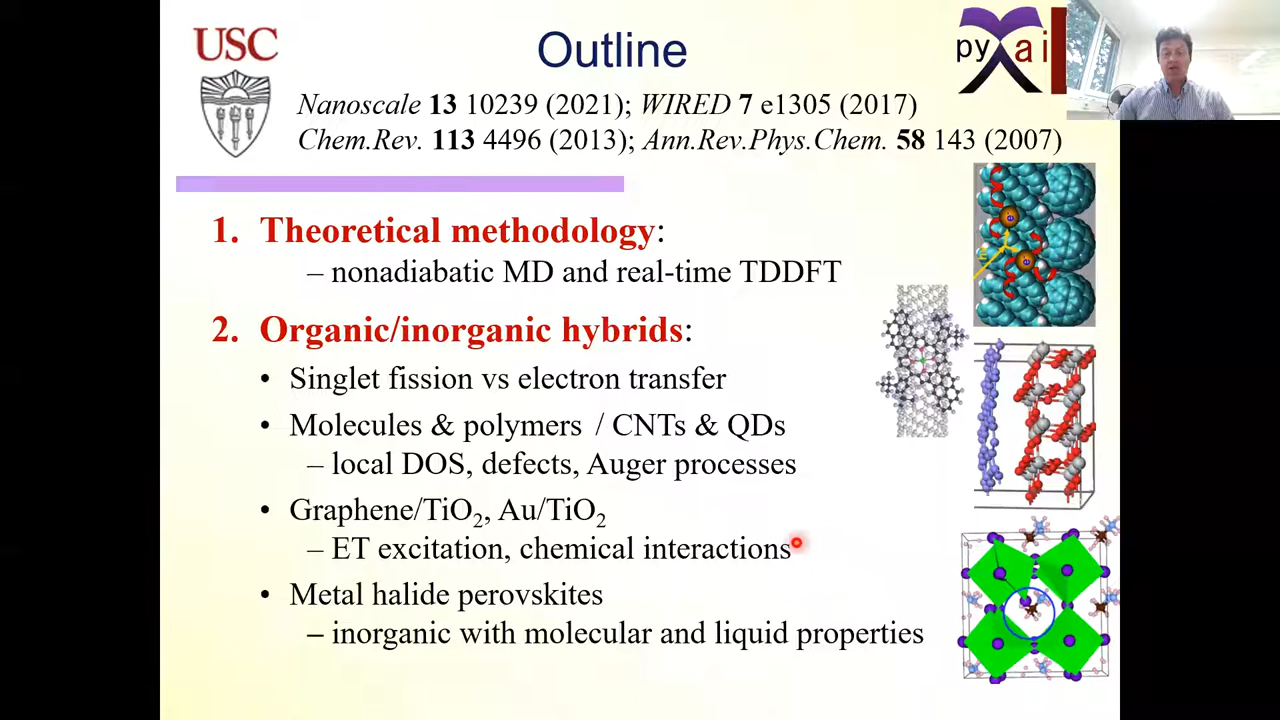 USC
Outline
pyxai
Nanoscale 13 10239 (2021); WIRED 7 e1305 (2017)
Chem.Rev. 113 4496 (2013); Ann.Rev.Phys.Chem. 58 143 (2007)
1. Theoretical methodology:
– nonadiabatic MD and real-time TDDFT
2. Organic/inorganic hybrids:
• Singlet fission vs electron transfer
• Molecules & polymers / CNTs & QDs
– local DOS, defects, Auger processes
• Graphene/TiO₂, Au/TiO₂
– ET excitation, chemical interactions
• Metal halide perovskites
– inorganic with molecular and liquid properties